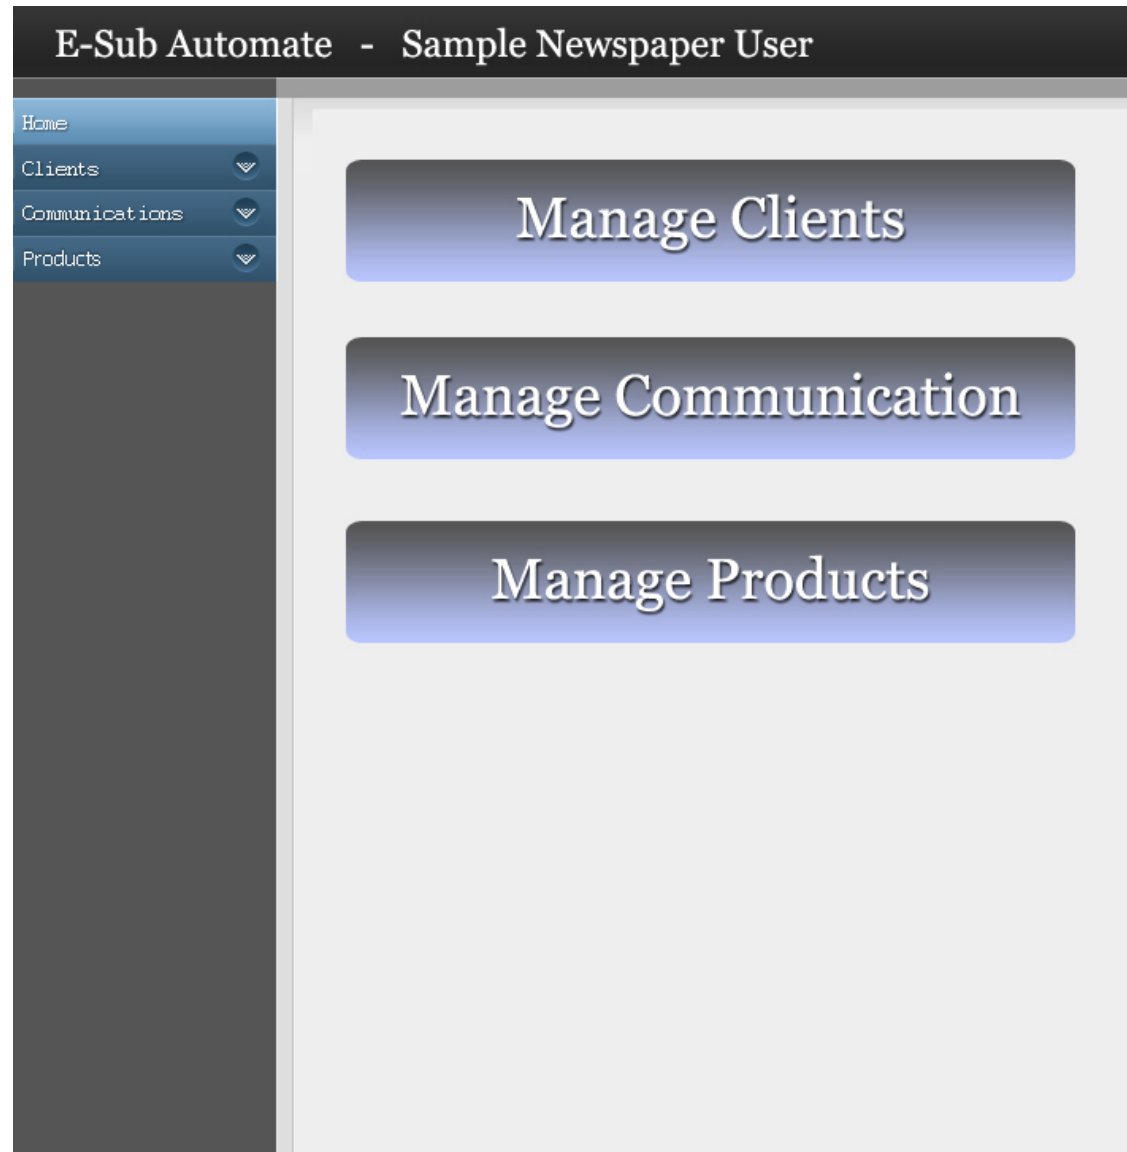 E-Sub Automate - Sample Newspaper User
Home
Clients
Communications
Products
Manage Clients
Manage Communication
Manage Products